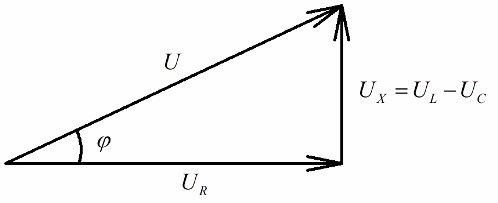 U
U_X = U_L − U_C
φ
U_R